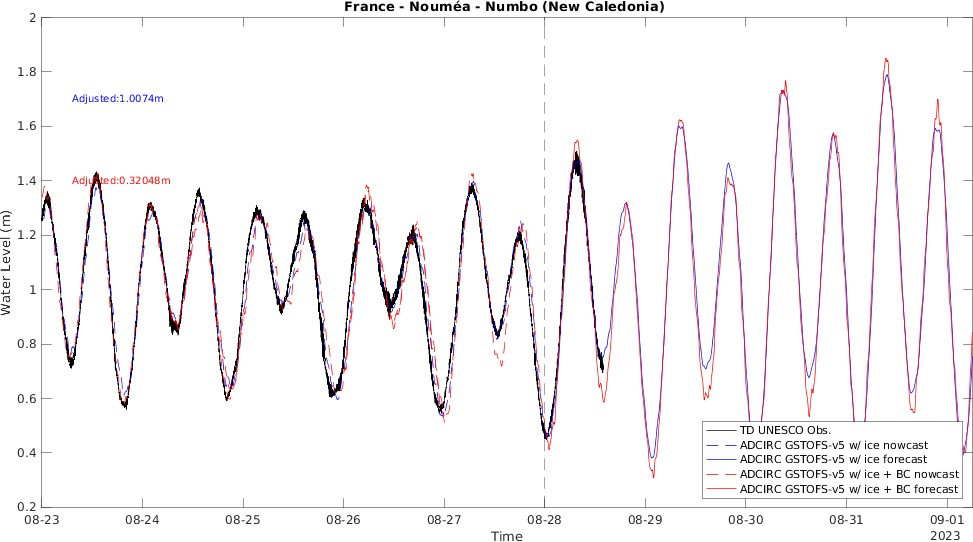 France - Nouméa - Numbo (New Caledonia)
2
1.8
1.6
1.4
1.2
1
0.8
0.6
0.4
0.2
Water Level (m)
Adjusted:1.0074m
Adjusted:0.32048m
TD UNESCO Obs.
ADCIRC GSTOFS-v5 w/ ice nowcast
ADCIRC GSTOFS-v5 w/ ice forecast
ADCIRC GSTOFS-v5 w/ ice + BC nowcast
ADCIRC GSTOFS-v5 w/ ice + BC forecast
08-23 08-24 08-25 08-26 08-27 08-28 08-29 08-30 08-31 09-01
2023
Time